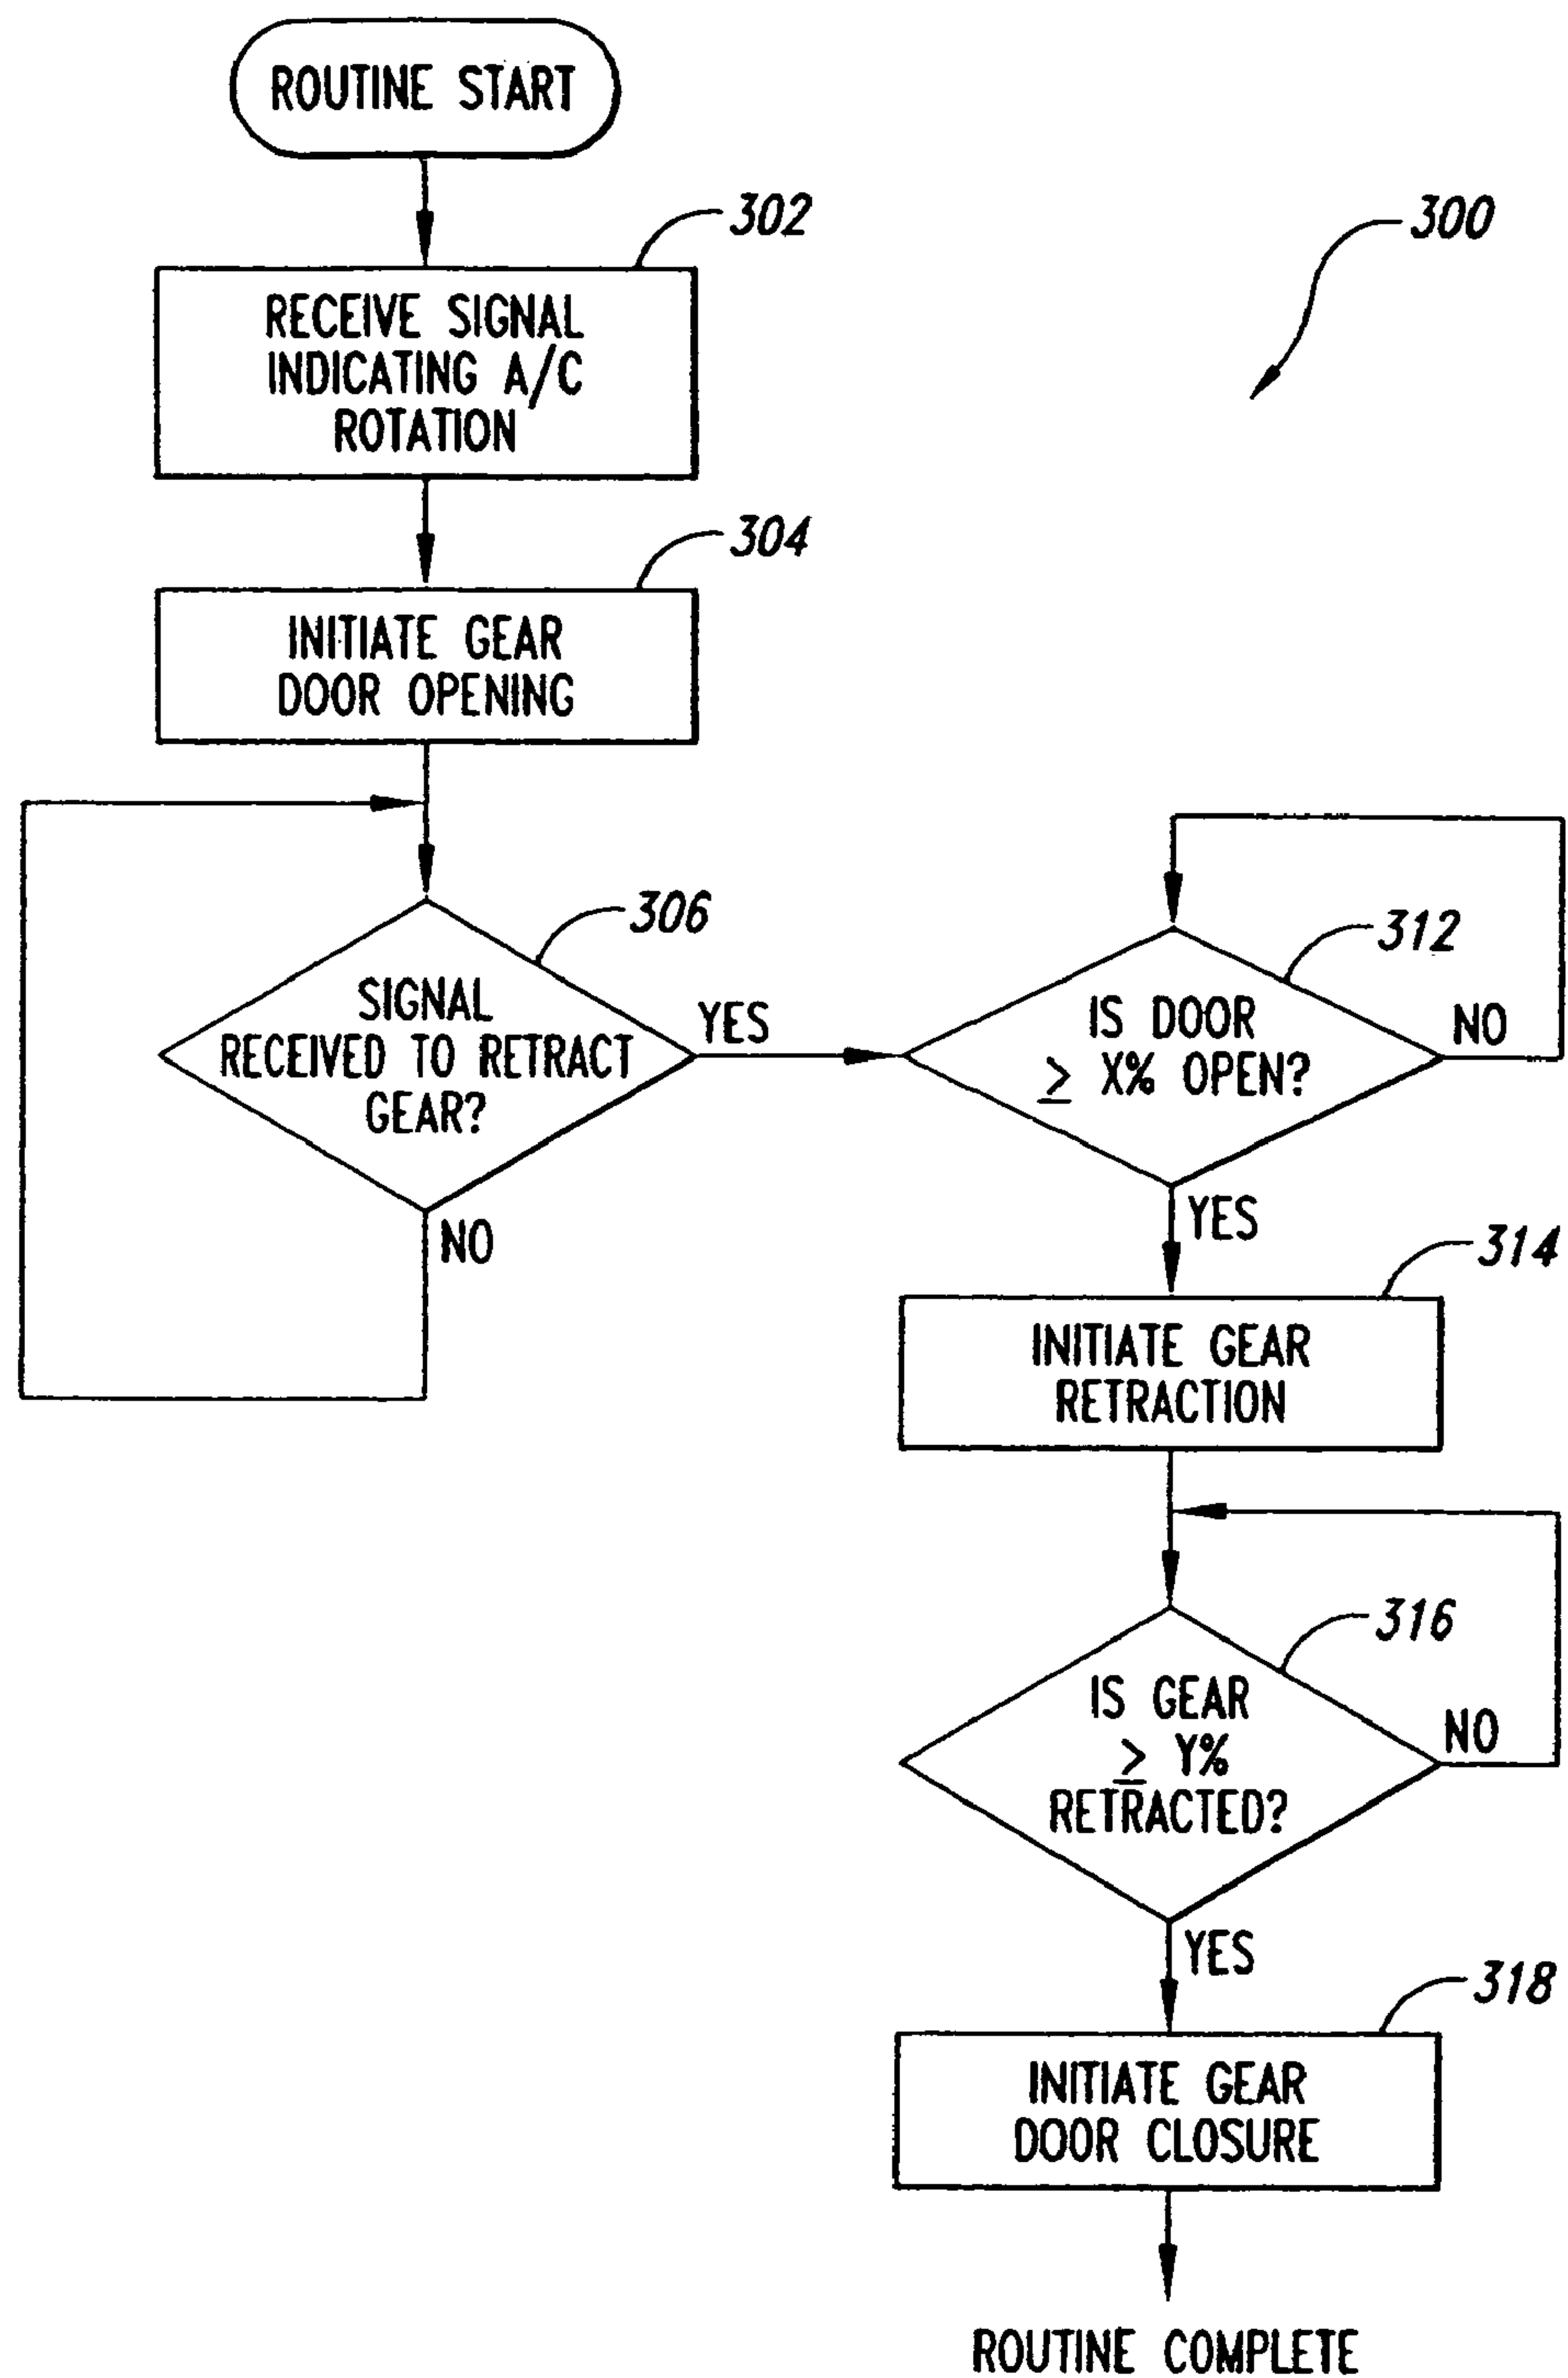 ROUTINE START
302
300
RECEIVE SIGNAL
INDICATING A/C
ROTATION
304
INITIATE GEAR
DOOR OPENING
306
SIGNAL
RECEIVED TO RETRACT
GEAR?
YES
NO
312
IS DOOR
≥ X% OPEN?
NO
YES
314
INITIATE GEAR
RETRACTION
316
IS GEAR
≥ Y%
RETRACTED?
NO
YES
318
INITIATE GEAR
DOOR CLOSURE
ROUTINE COMPLETE